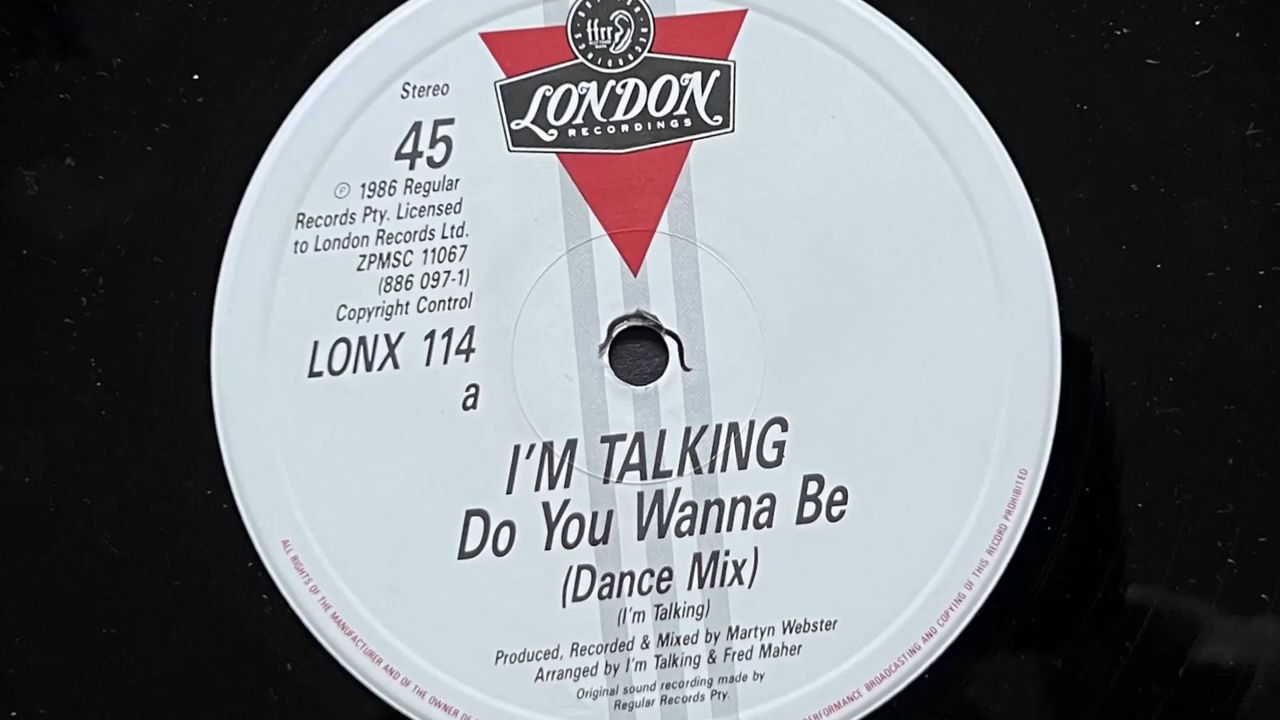 ffrr
LONDON
RECORDINGS
Stereo
45
Ⓟ 1986 Regular
Records Pty. Licensed
to London Records Ltd.
ZPMSC 11067
(886 097-1)
Copyright Control
LONX 114
a
I'M TALKING
Do You Wanna Be
(Dance Mix)
(I'm Talking)
Produced, Recorded & Mixed by Martyn Webster
Arranged by I'm Talking & Fred Maher
Original sound recording made by
Regular Records Pty.
ALL RIGHTS OF THE MANUFACTURER AND OF THE OWNER OF
PERFORMANCE BROADCASTING AND COPYING OF THIS RECORD PROHIBITED